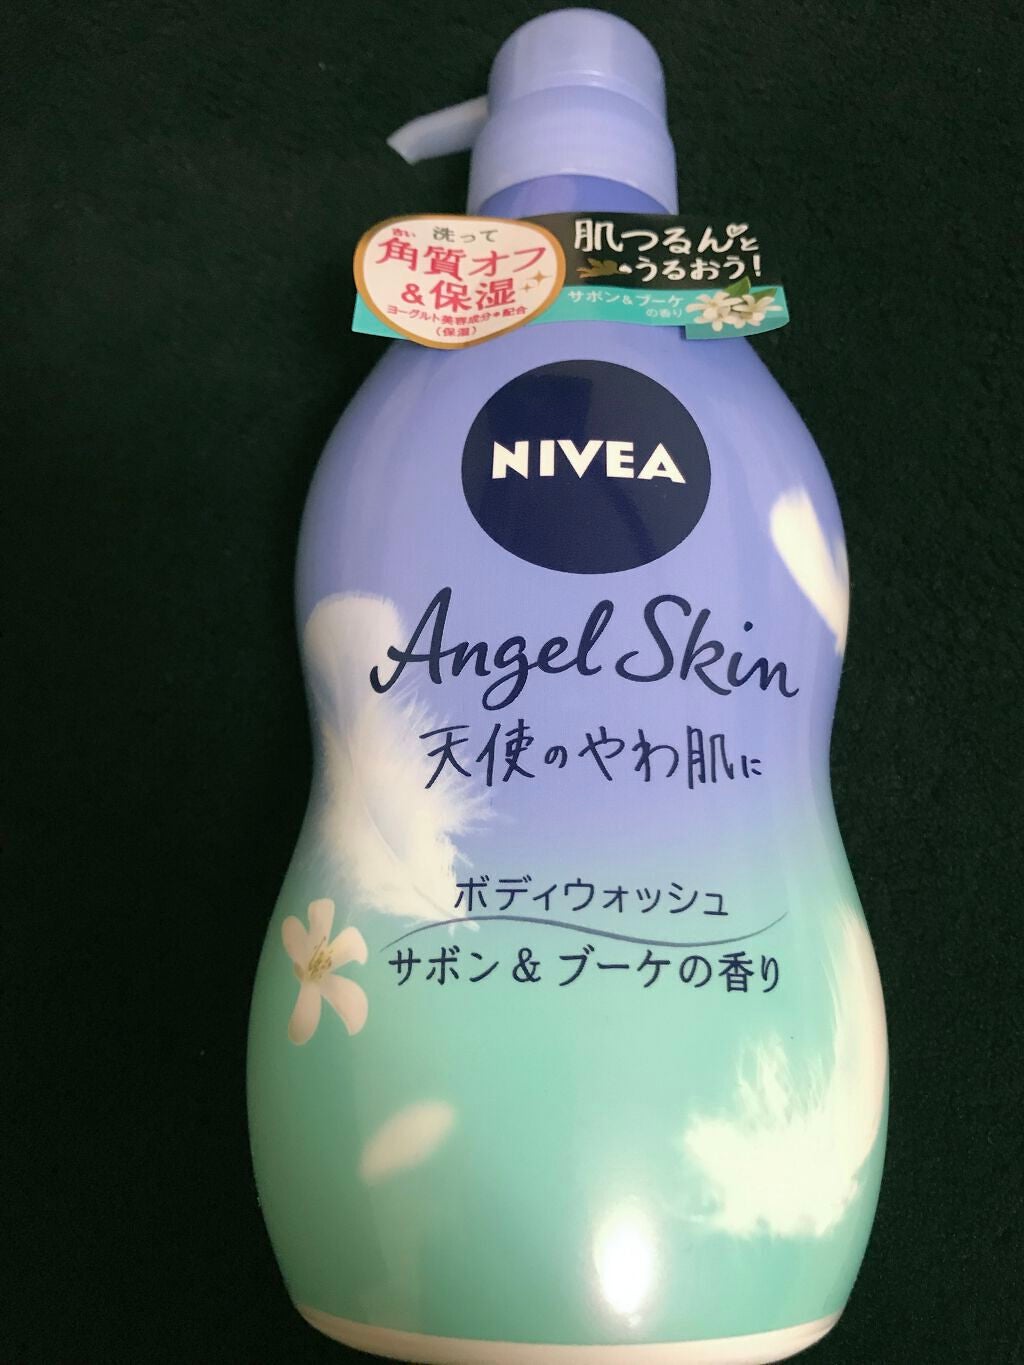 古い 洗って
角質オフ
&保湿
ヨーグルト美容成分*配合
(保湿)
肌つるんと
うるおう!
サボン&ブーケ
の香り
NIVEA
Angel Skin
天使のやわ肌に
ボディウォッシュ
サボン&ブーケの香り